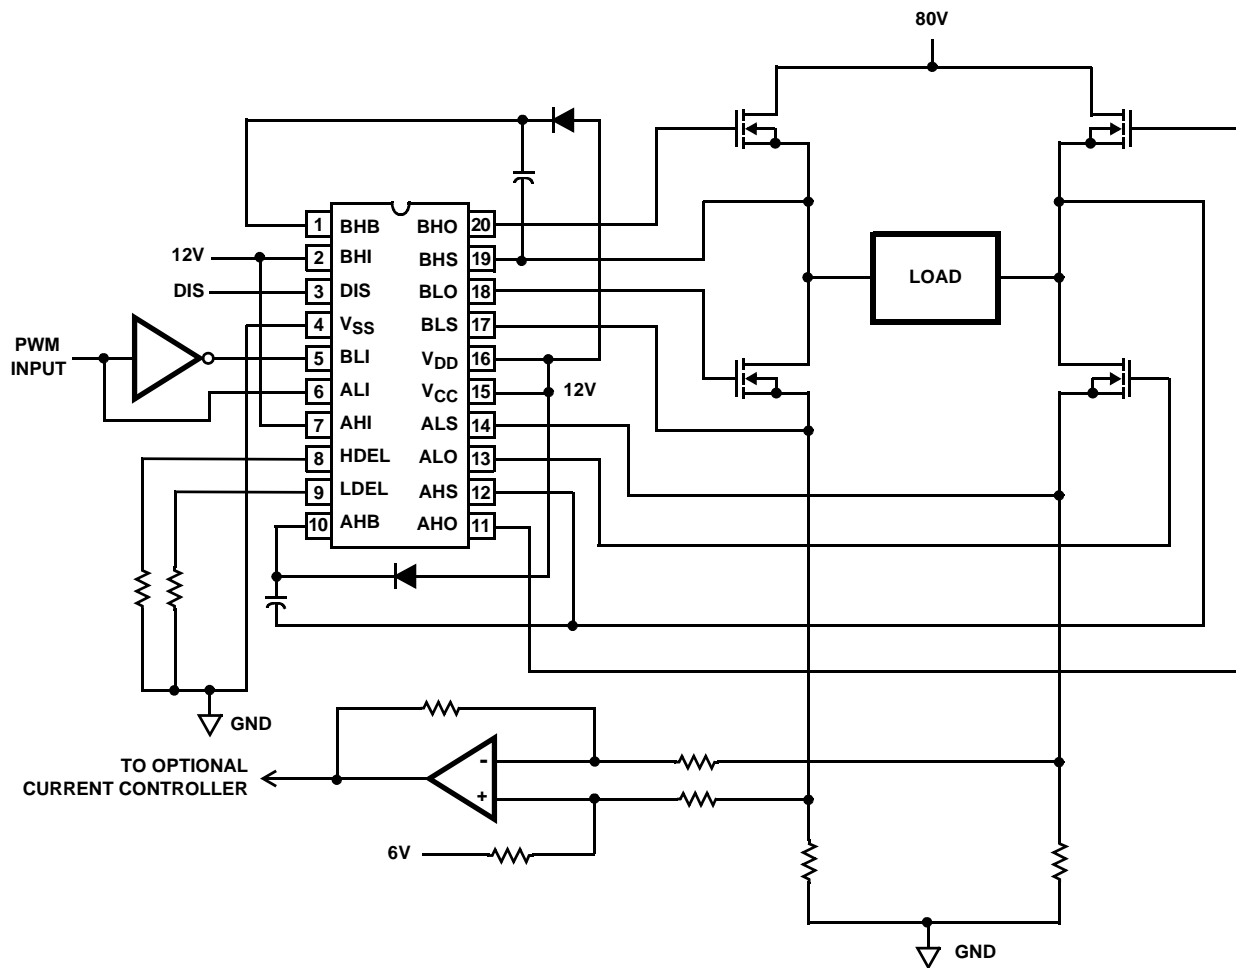 80V
1 BHB BHO 20
12V 2 BHI BHS 19
DIS 3 DIS BLO 18
4 VSS BLS 17
PWM
INPUT
5 BLI VDD 16
6 ALI VCC 15 12V
7 AHI ALS 14
8 HDEL ALO 13
9 LDEL AHS 12
10 AHB AHO 11
LOAD
GND
TO OPTIONAL
CURRENT CONTROLLER
-
+
6V
GND